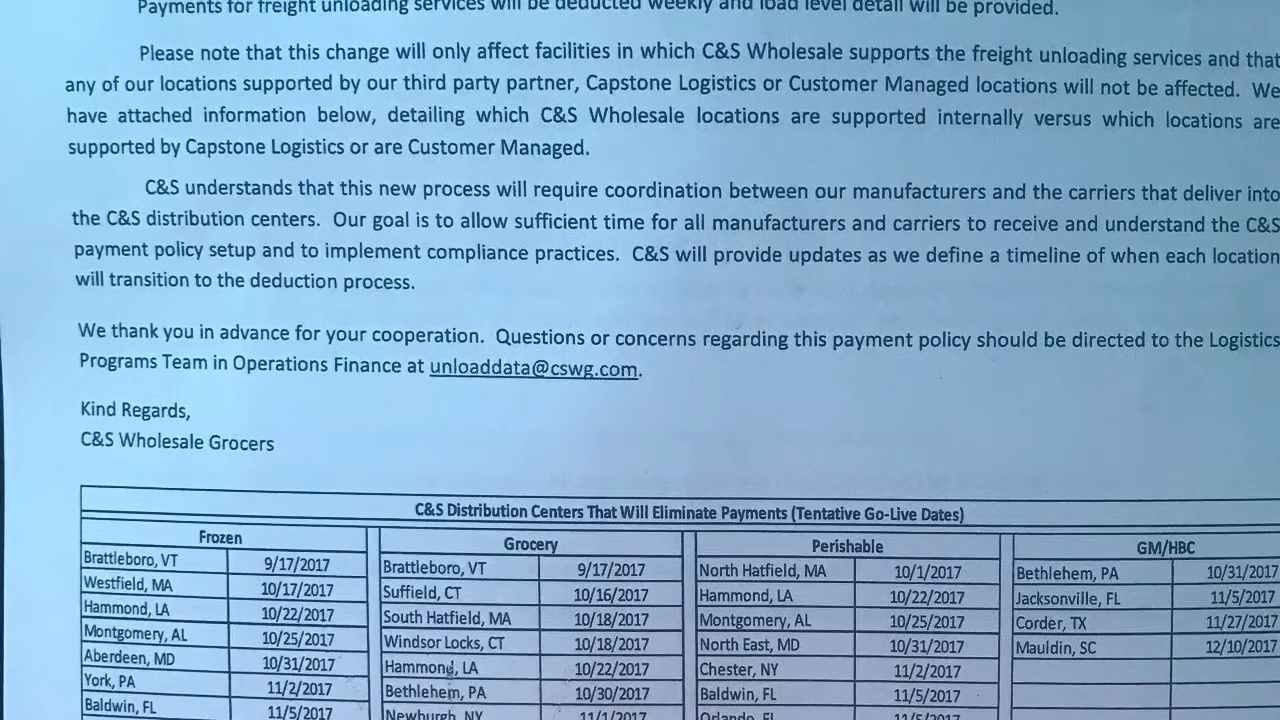 Payments for freight unloading services will be deducted weekly and load level detail will be provided.
Please note that this change will only affect facilities in which C&S Wholesale supports the freight unloading services and that
any of our locations supported by our third party partner, Capstone Logistics or Customer Managed locations will not be affected. We
have attached information below, detailing which C&S Wholesale locations are supported internally versus which locations are
supported by Capstone Logistics or are Customer Managed.
C&S understands that this new process will require coordination between our manufacturers and the carriers that deliver into
the C&S distribution centers. Our goal is to allow sufficient time for all manufacturers and carriers to receive and understand the C&S
payment policy setup and to implement compliance practices. C&S will provide updates as we define a timeline of when each location
will transition to the deduction process.
We thank you in advance for your cooperation. Questions or concerns regarding this payment policy should be directed to the Logistics
Programs Team in Operations Finance at unloaddata@cswg.com.
Kind Regards,
C&S Wholesale Grocers
C&S Distribution Centers That Will Eliminate Payments (Tentative Go-Live Dates)
Frozen Grocery Perishable GM/HBC
Brattleboro, VT 9/17/2017 Brattleboro, VT 9/17/2017 North Hatfield, MA 10/1/2017 Bethlehem, PA 10/31/2017
Westfield, MA 10/17/2017 Suffield, CT 10/16/2017 Hammond, LA 10/22/2017 Jacksonville, FL 11/5/2017
Hammond, LA 10/22/2017 South Hatfield, MA 10/18/2017 Montgomery, AL 10/25/2017 Corder, TX 11/27/2017
Montgomery, AL 10/25/2017 Windsor Locks, CT 10/18/2017 North East, MD 10/31/2017 Mauldin, SC 12/10/2017
Aberdeen, MD 10/31/2017 Hammond, LA 10/22/2017 Chester, NY 11/2/2017
York, PA 11/2/2017 Bethlehem, PA 10/30/2017 Baldwin, FL 11/5/2017
Baldwin, FL 11/5/2017 Newburgh, NY 11/1/2017 Orlando, FL 11/5/2017